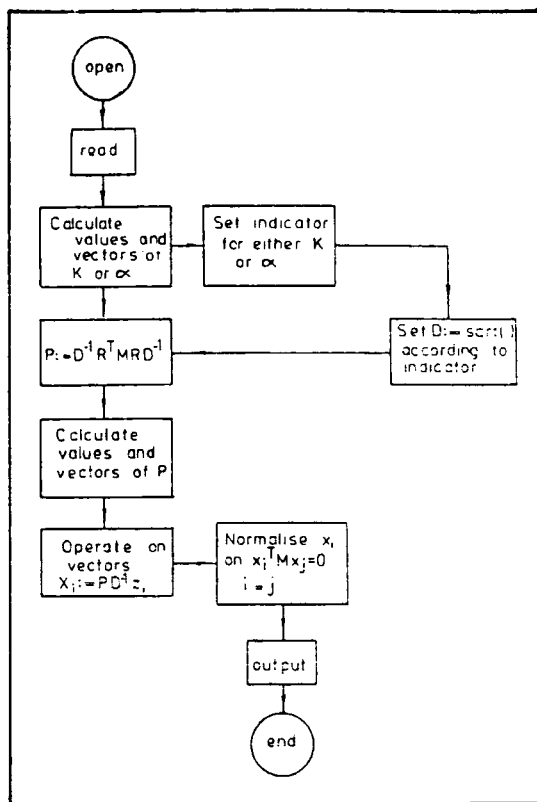 open
read
Calculate
values and
vectors of
K or α
Set indicator
for either K
or α
Set D:= sqrt( )
according to
indicator
P:=D⁻¹RᵀMRD⁻¹
Calculate
values and
vectors of P
Operate on
vectors
Xᵢ:=PD⁻¹zᵢ
Normalise xᵢ
on xᵢᵀMxⱼ=0
i = j
output
end